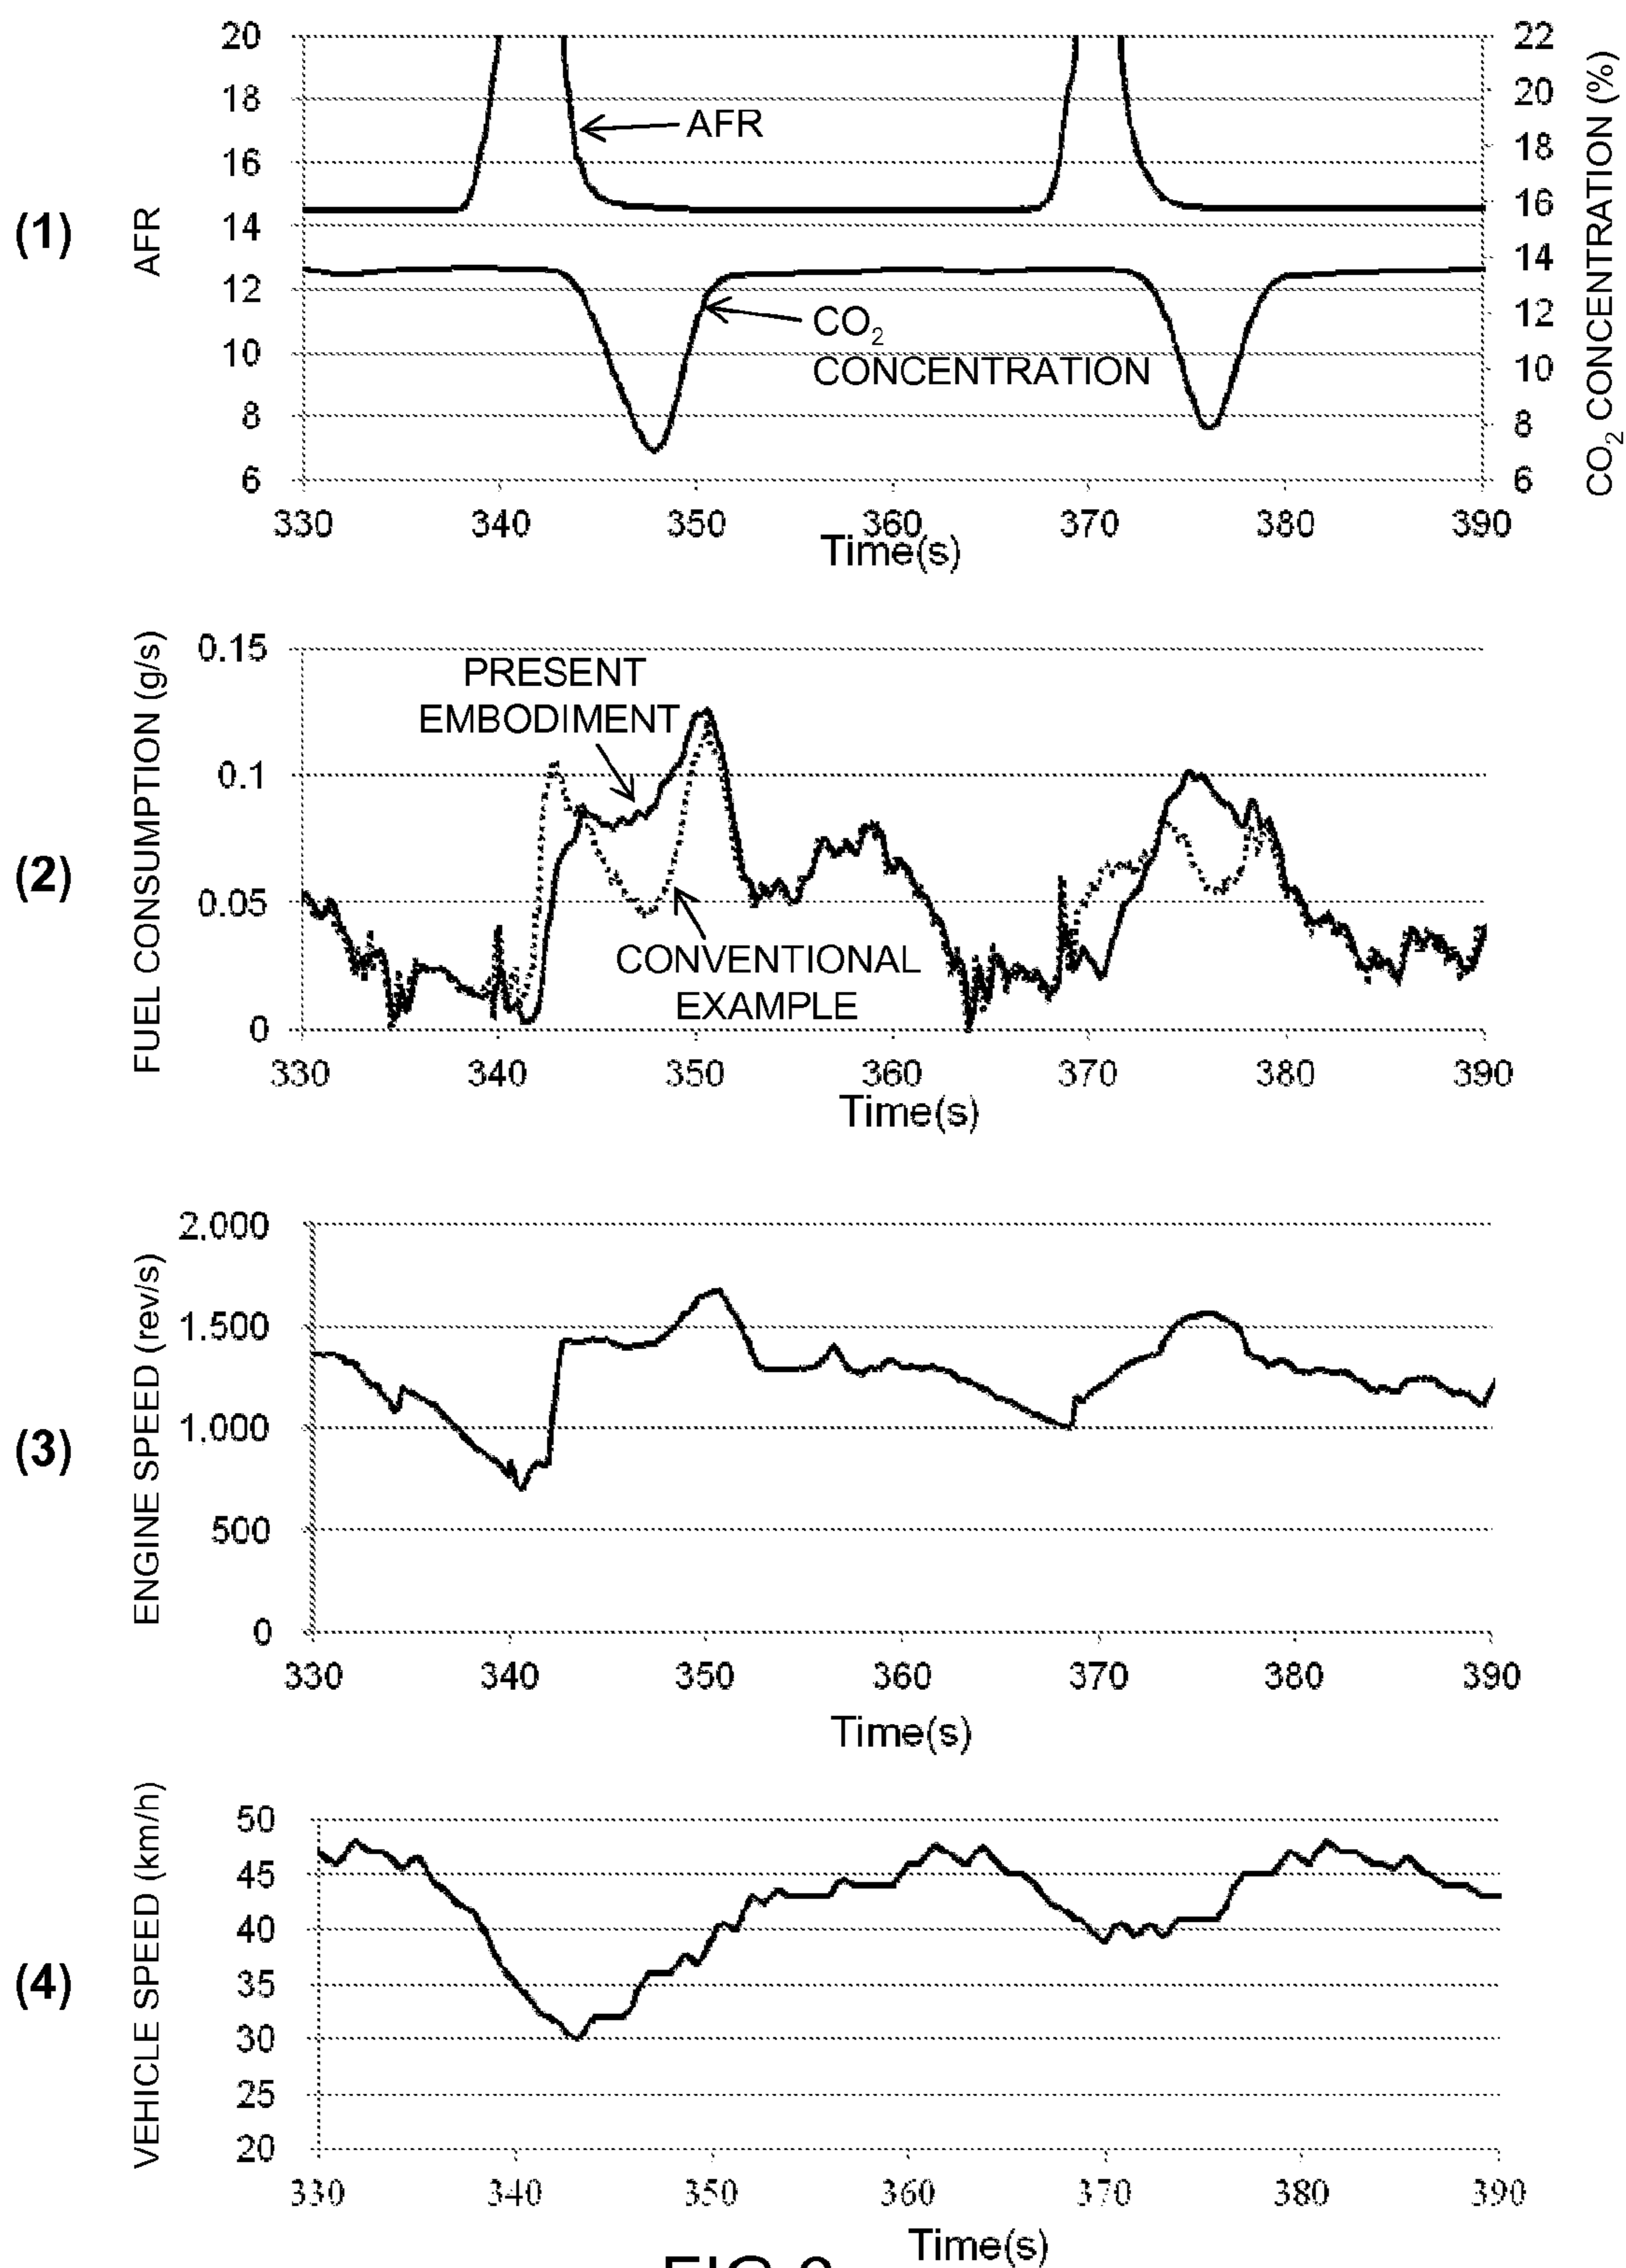 (1)
AFR
20
18
16
14
12
10
8
6
AFR
CO2
CONCENTRATION
22
20
18
16
14
12
10
8
6
CO2 CONCENTRATION (%)
330 340 350 360 370 380 390
Time(s)
(2)
FUEL CONSUMPTION (g/s)
0.15
0.1
0.05
0
PRESENT
EMBODIMENT
CONVENTIONAL
EXAMPLE
330 340 350 360 370 380 390
Time(s)
(3)
ENGINE SPEED (rev/s)
2.000
1.500
1.000
500
0
330 340 350 360 370 380 390
Time(s)
(4)
VEHICLE SPEED (km/h)
50
45
40
35
30
25
20
330 340 350 360 370 380 390
Time(s)